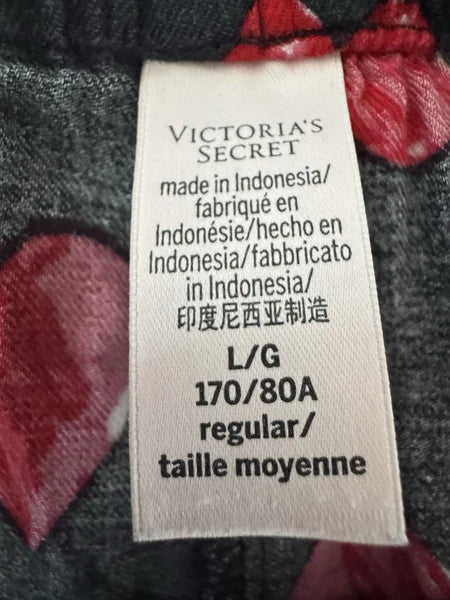 VICTORIA'S
SECRET
made in Indonesia/
fabriqué en
Indonésie/hecho en
Indonesia/fabbricato
in Indonesia/
印度尼西亚制造
L/G
170/80A
regular/
taille moyenne